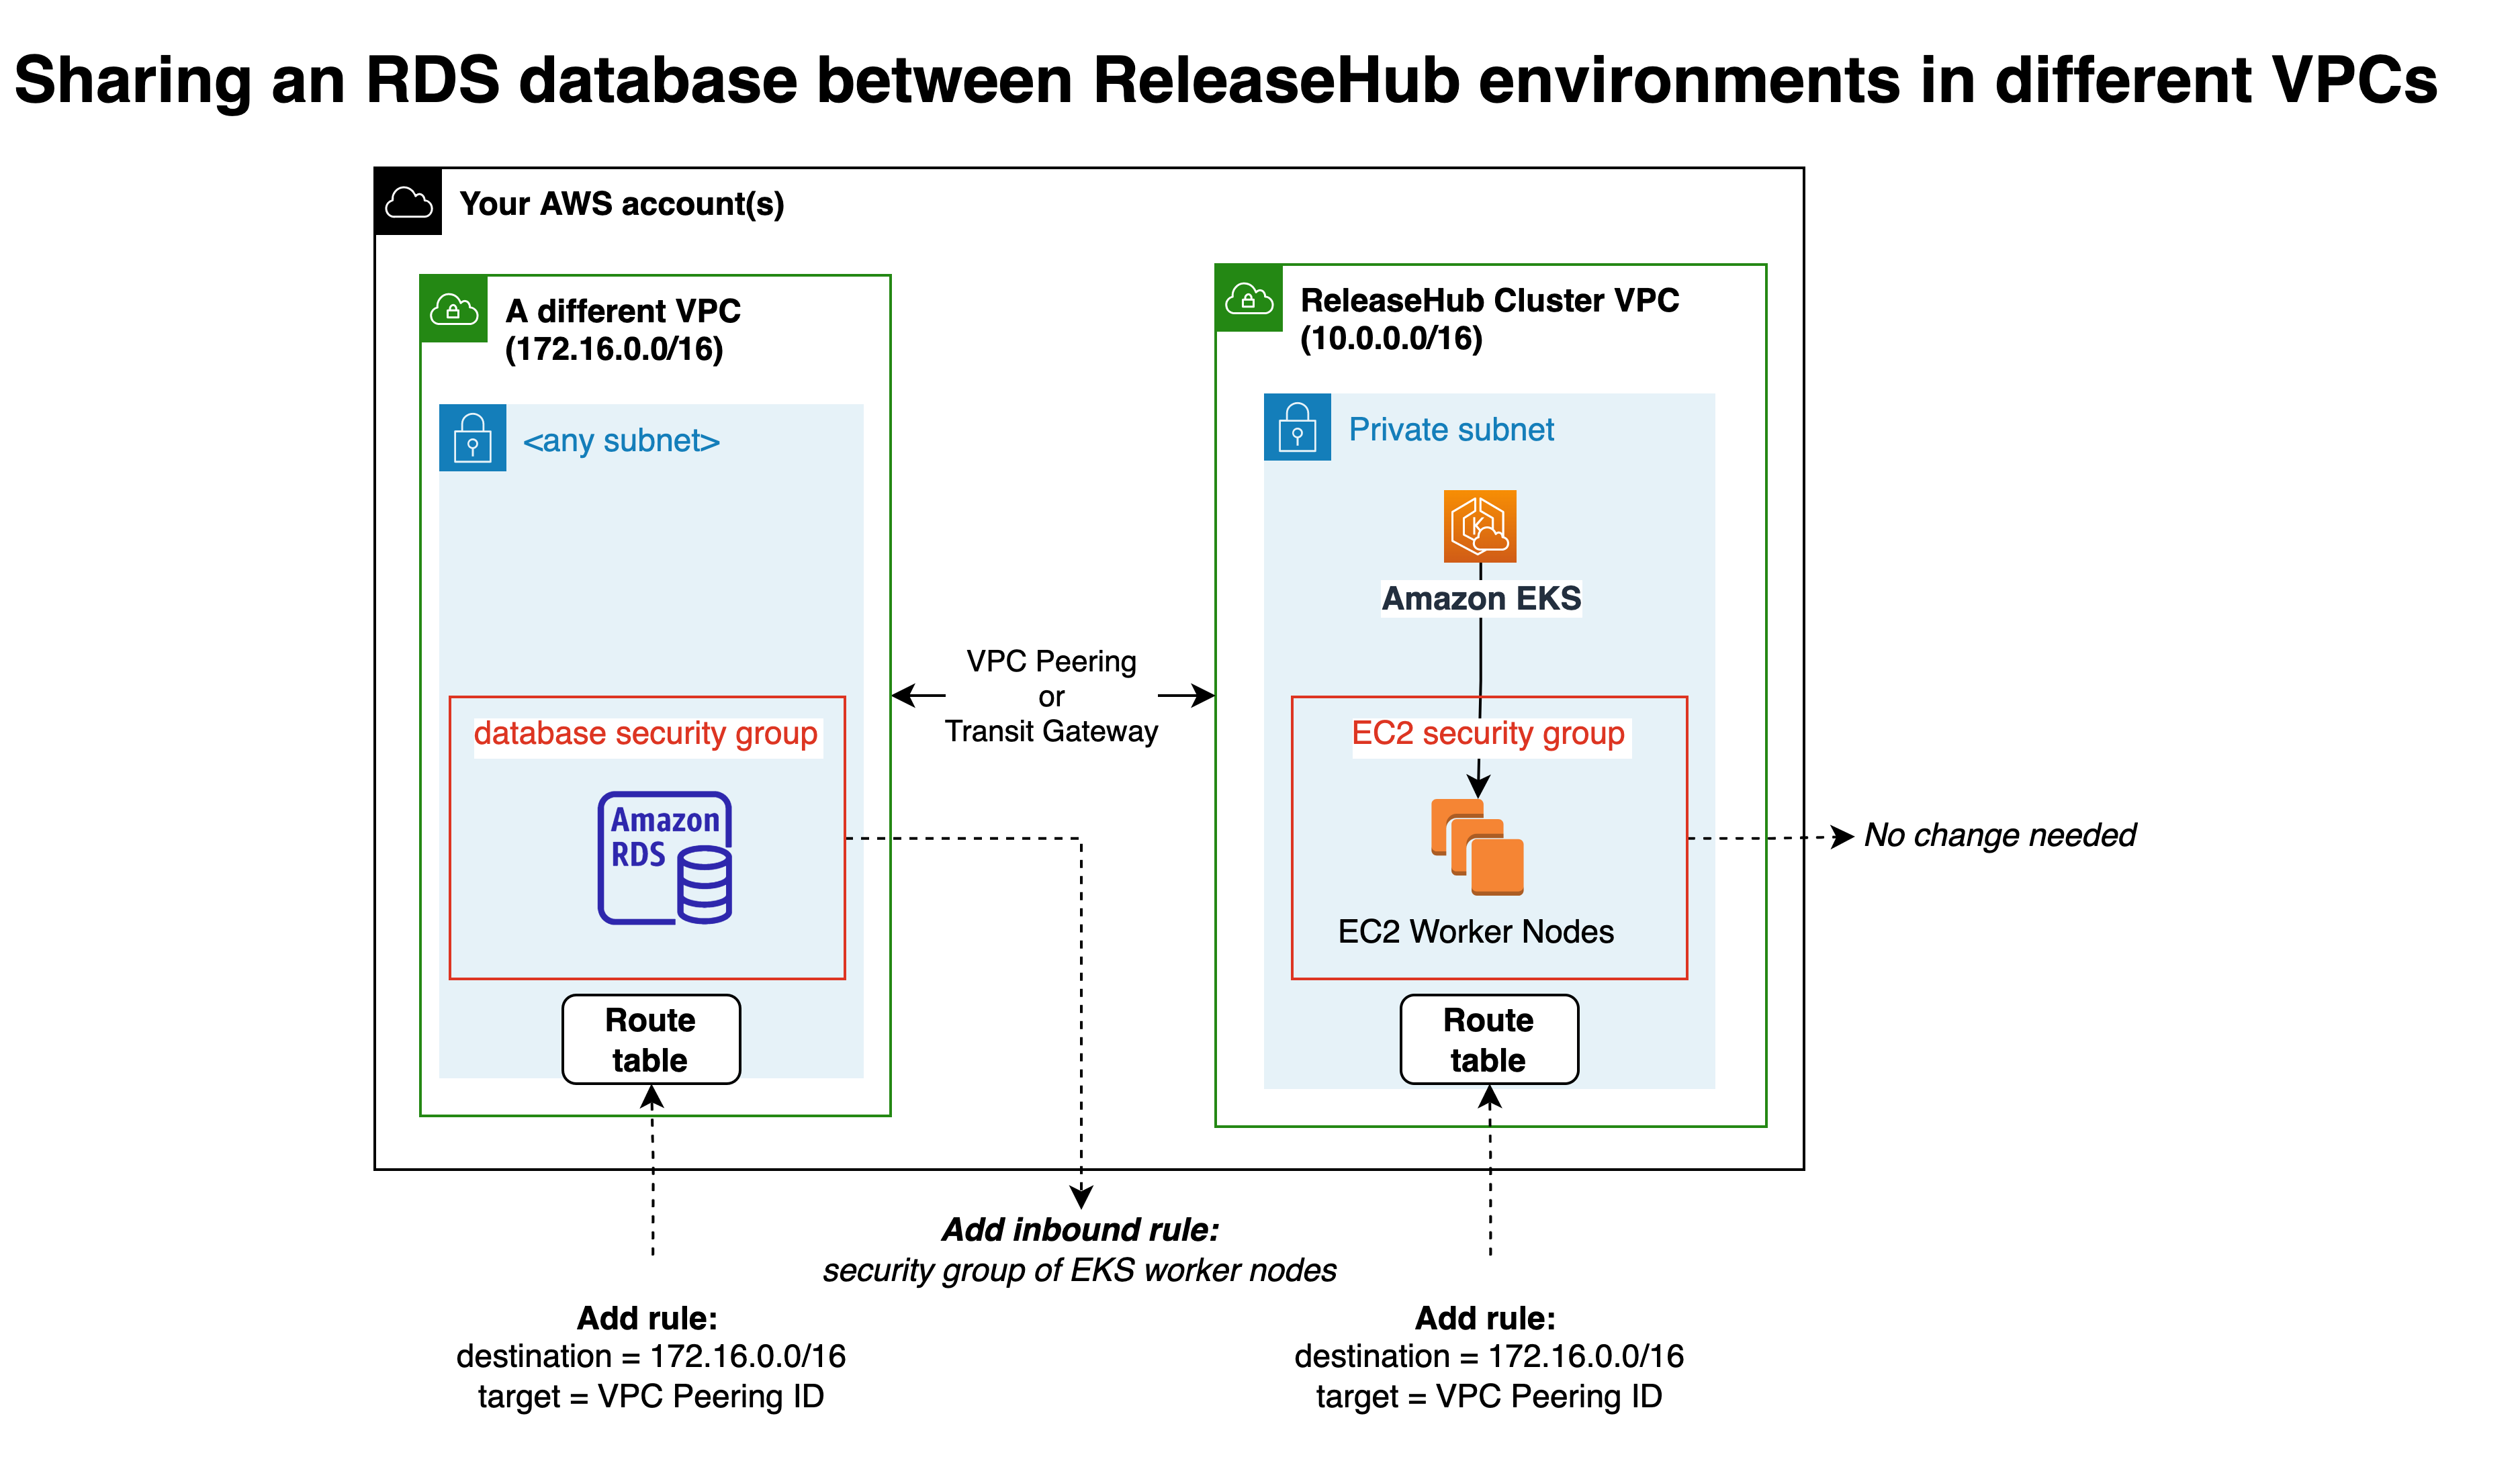 Sharing an RDS database between ReleaseHub environments in different VPCs
Your AWS account(s)
A different VPC
(172.16.0.0/16)
<any subnet>
database security group
Amazon
RDS
Route
table
VPC Peering
or
Transit Gateway
ReleaseHub Cluster VPC
(10.0.0.0/16)
Private subnet
K
Amazon EKS
EC2 security group
EC2 Worker Nodes
Route
table
No change needed
Add inbound rule:
security group of EKS worker nodes
Add rule:
destination = 172.16.0.0/16
target = VPC Peering ID
Add rule:
destination = 172.16.0.0/16
target = VPC Peering ID